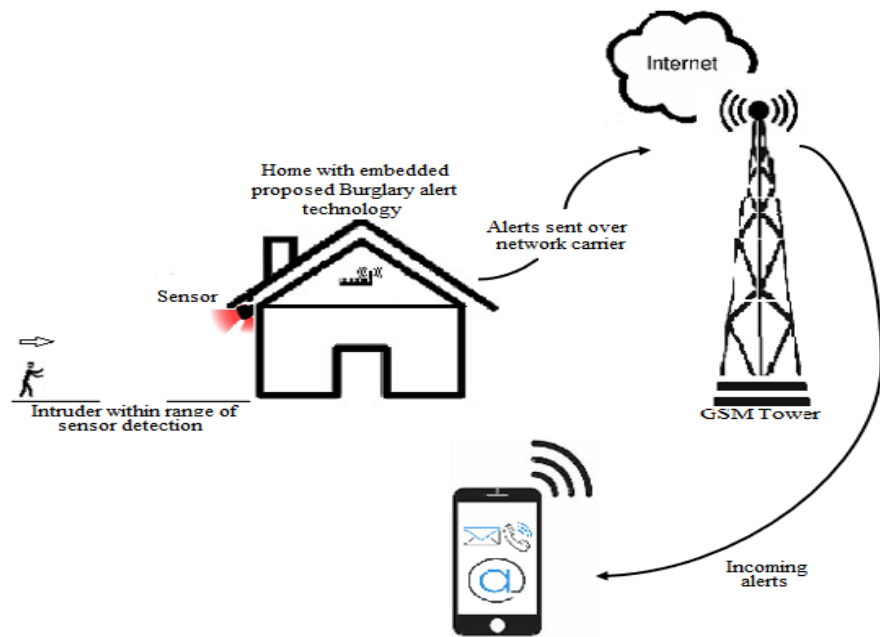 Internet
Home with embedded
proposed Burglary alert
technology
Alerts sent over
network carrier
Sensor
Intruder within range of
sensor detection
GSM Tower
@
Incoming
alerts